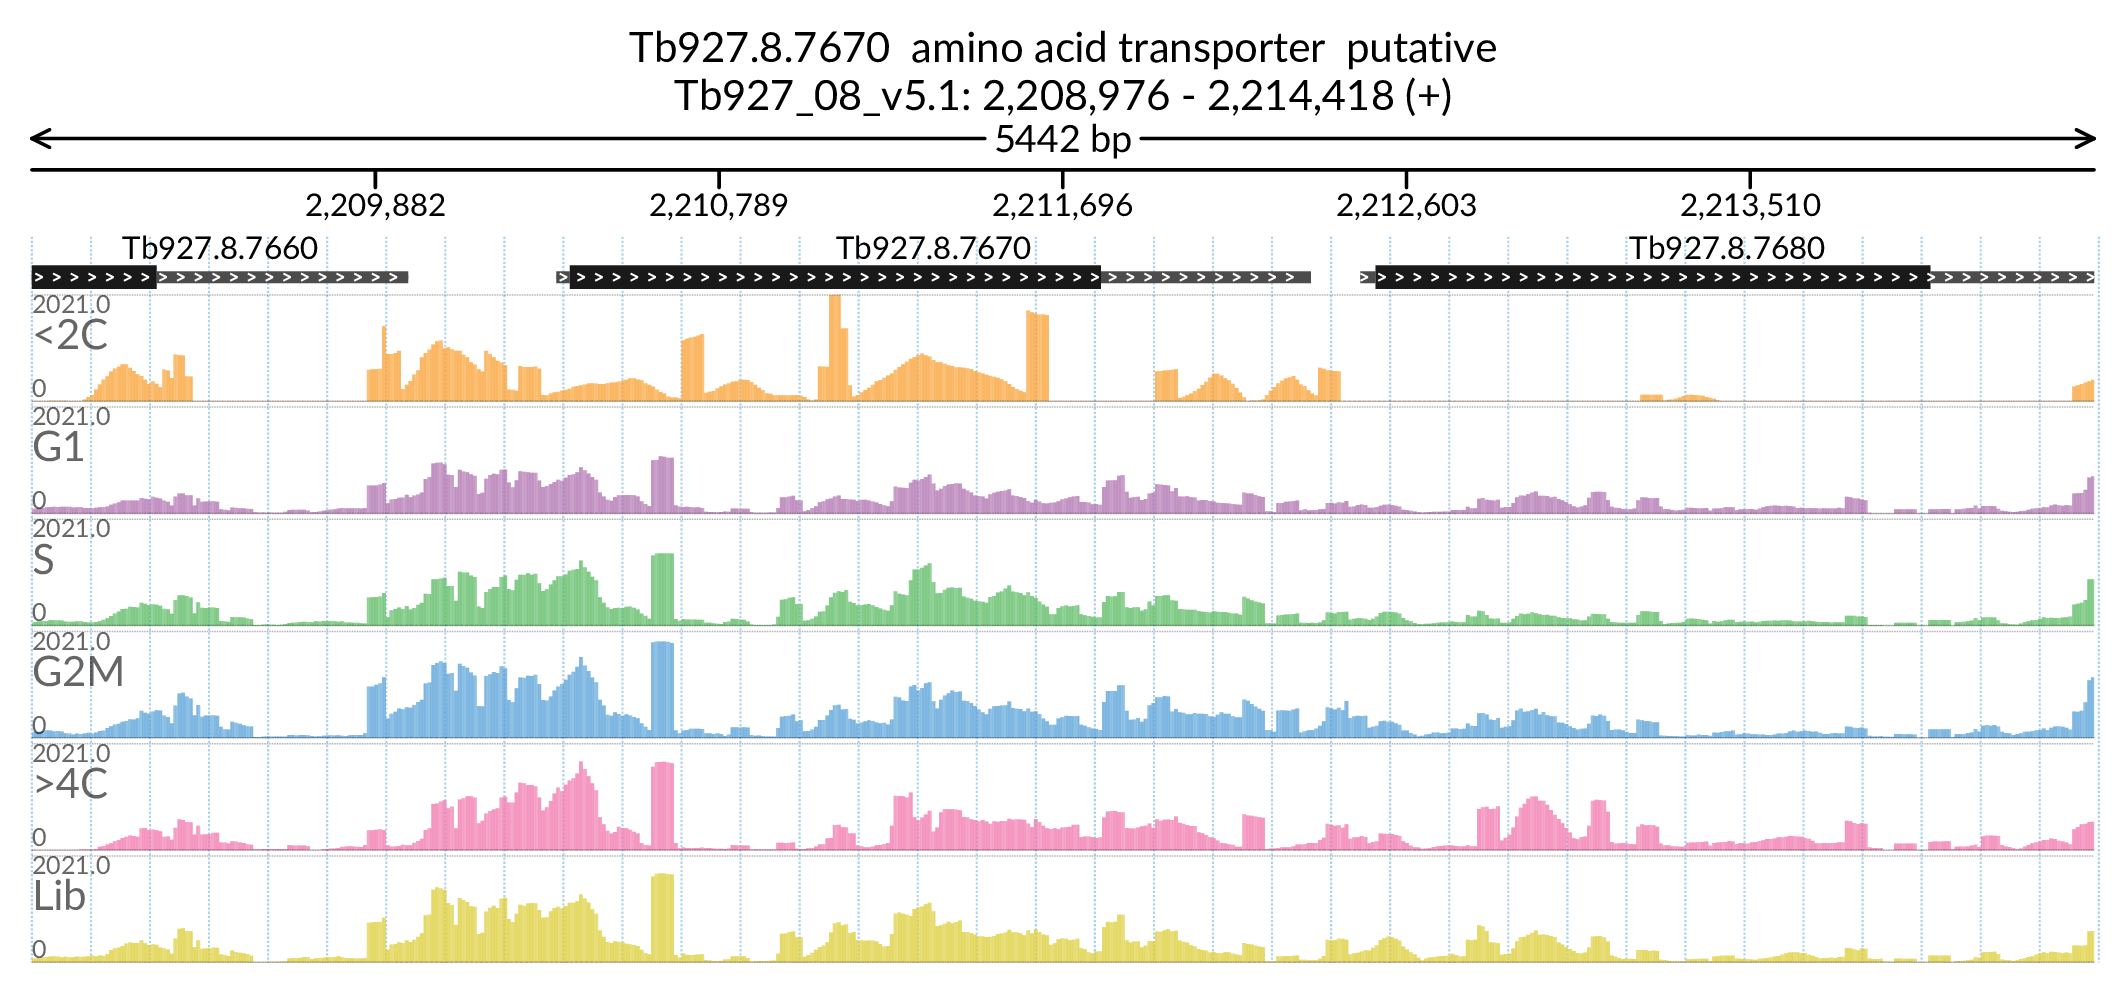 Tb927.8.7670 amino acid transporter putative
Tb927_08_v5.1: 2,208,976 - 2,214,418 (+)
5442 bp
2,209,882 2,210,789 2,211,696 2,212,603 2,213,510
Tb927.8.7660 Tb927.8.7670 Tb927.8.7680
2021.0
<2C
0
2021.0
G1
0
2021.0
S
0
2021.0
G2M
0
2021.0
>4C
0
2021.0
Lib
0